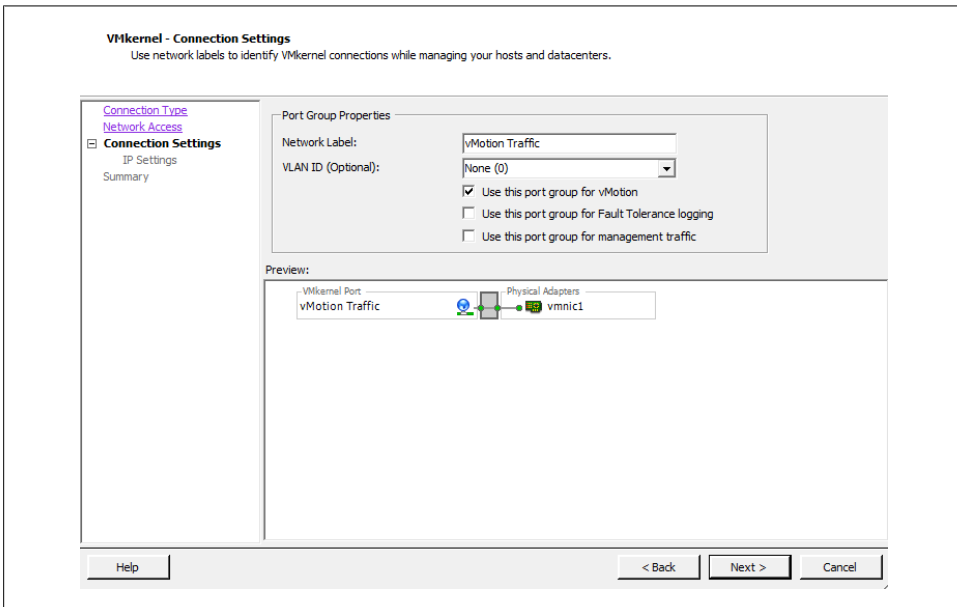 VMkernel - Connection Settings
Use network labels to identify VMkernel connections while managing your hosts and datacenters.
Connection Type
Network Access
Connection Settings
IP Settings
Summary
Port Group Properties
Network Label: vMotion Traffic
VLAN ID (Optional): None (0)
Use this port group for vMotion
Use this port group for Fault Tolerance logging
Use this port group for management traffic
Preview:
VMkernel Port Physical Adapters
vMotion Traffic vmnic1
Help < Back Next > Cancel